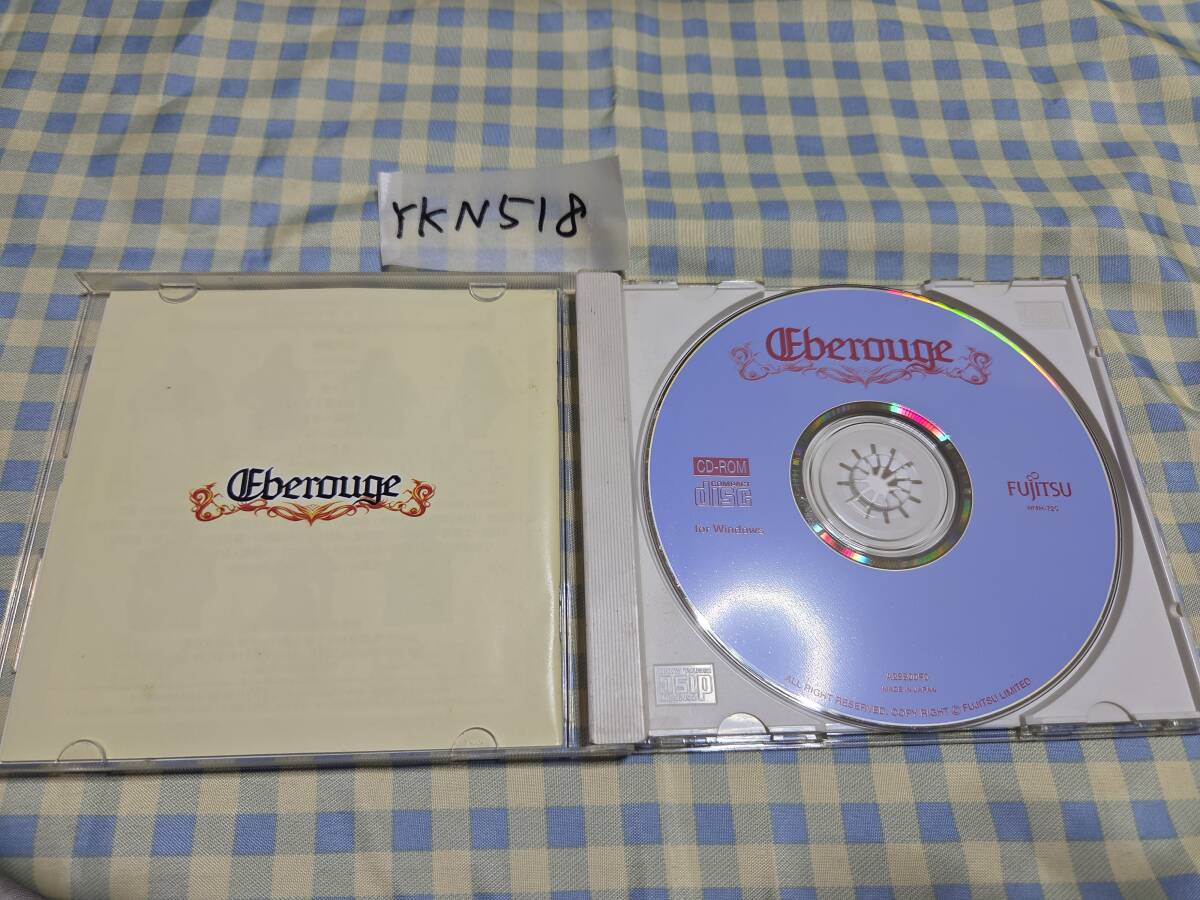 YKN518
Eberouge
Eberouge
CD-ROM
COMPACT
disc
for Windows
FUJITSU
MADE IN JAPAN
ALL RIGHT RESERVED. COPY RIGHT © FUJITSU LIMITED